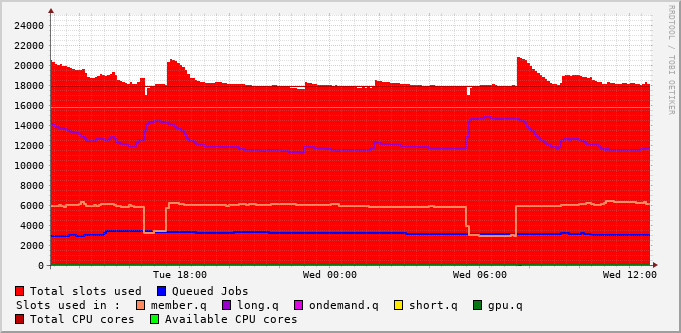 24000
22000
20000
18000
16000
14000
12000
10000
8000
6000
4000
2000
0
Tue 18:00 Wed 00:00 Wed 06:00 Wed 12:00
RRDTOOL / TOBI OETIKER
Total slots used Queued Jobs
Slots used in : member.q long.q ondemand.q short.q gpu.q
Total CPU cores Available CPU cores